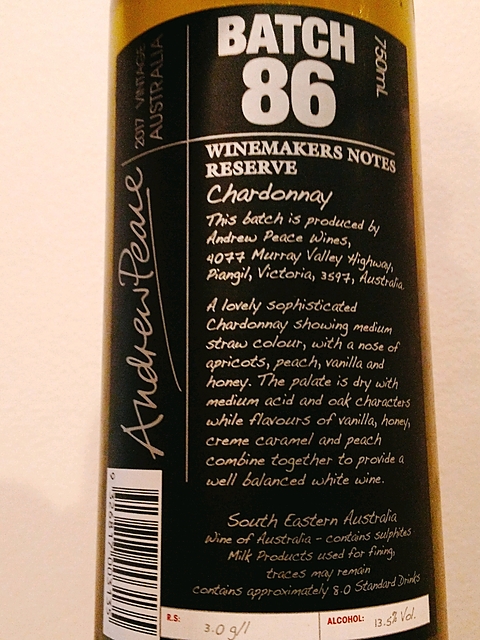 BATCH
86
750mL
2017 VINTAGE
AUSTRALIA
Andrew Peace
WINEMAKERS NOTES
RESERVE
Chardonnay
This batch is produced by
Andrew Peace Wines,
4077 Murray Valley Highway,
Piangil, Victoria, 3597, Australia.
A lovely sophisticated
Chardonnay showing medium
straw colour, with a nose of
apricots, peach, vanilla and
honey. The palate is dry with
medium acid and oak characters
while flavours of vanilla, honey,
creme caramel and peach
combine together to provide a
well balanced white wine.
South Eastern Australia
Wine of Australia - contains sulphites
Milk Products used for fining,
traces may remain
contains approximately 8.0 Standard Drinks
R.S: 3.0 g/l ALCOHOL: 13.5% Vol.